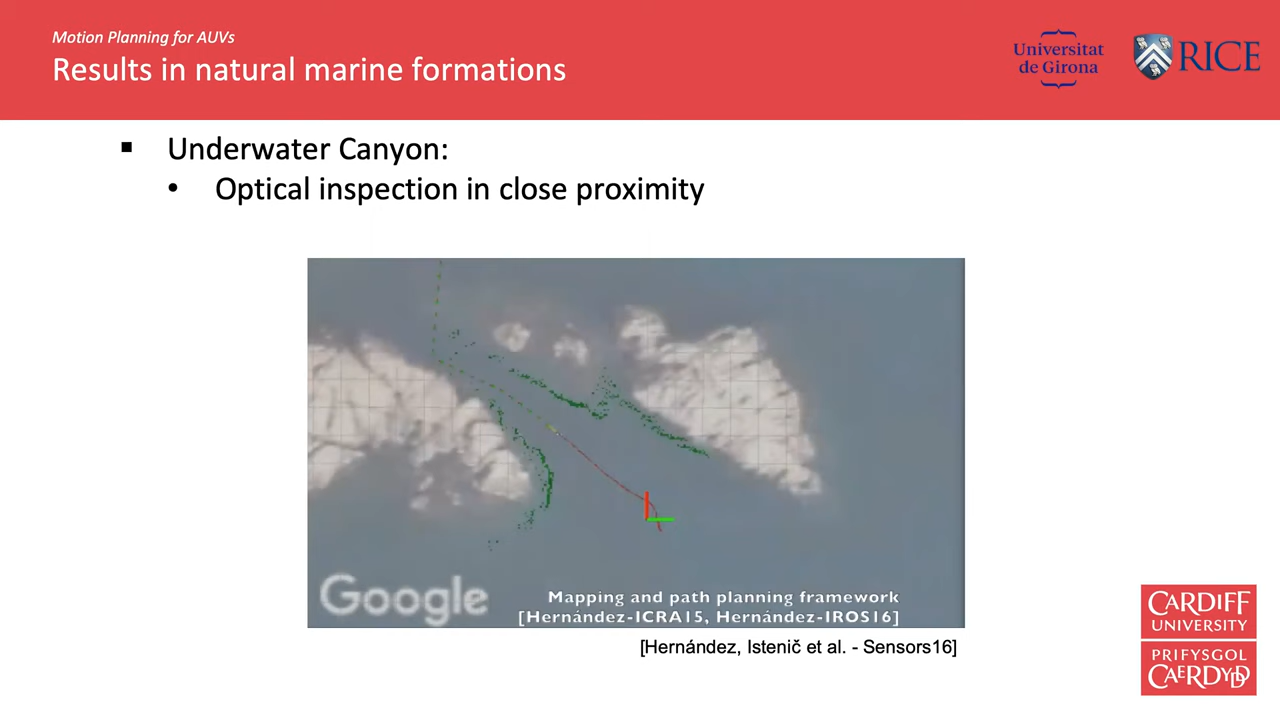 Motion Planning for AUVs
Results in natural marine formations
Universitat
de Girona
RICE
▪ Underwater Canyon:
• Optical inspection in close proximity
Google
Mapping and path planning framework
[Hernández-ICRA15, Hernández-IROS16]
[Hernández, Istenič et al. - Sensors16]
CARDIFF
UNIVERSITY
PRIFYSGOL
CAERDYDD